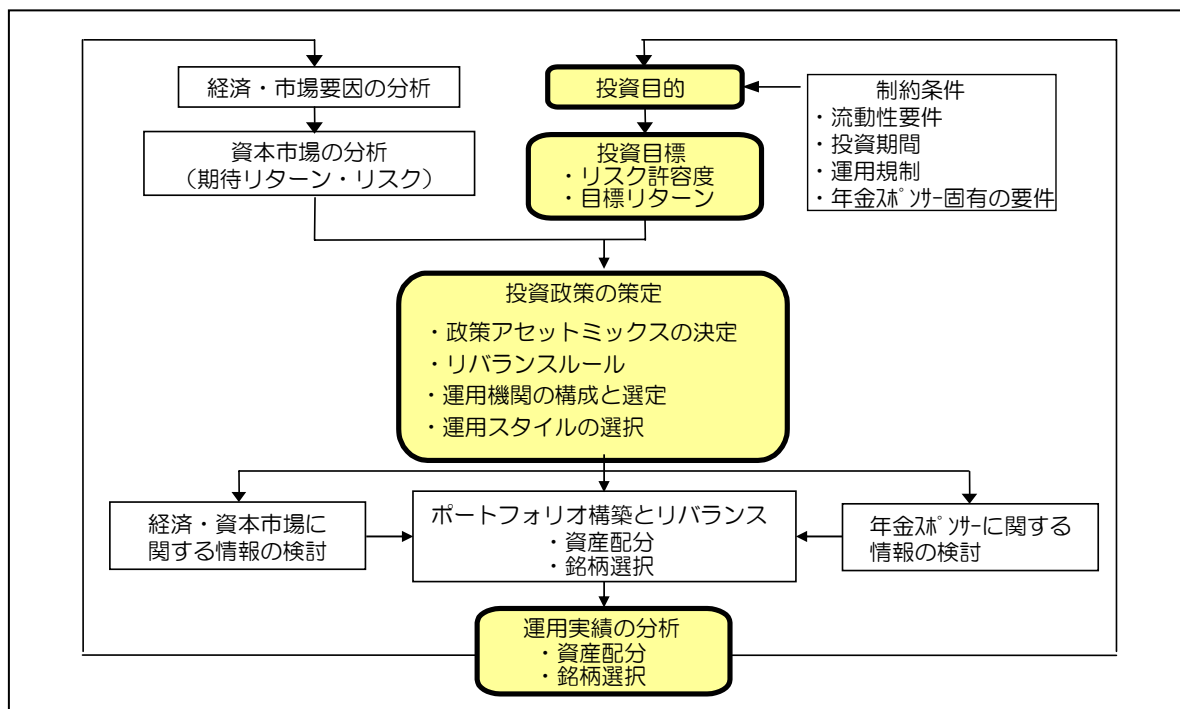 経済・市場要因の分析
資本市場の分析
（期待リターン・リスク）
投資目的
投資目標
・リスク許容度
・目標リターン
制約条件
・流動性要件
・投資期間
・運用規制
・年金ｽﾎﾟﾝｻｰ固有の要件
投資政策の策定
・政策アセットミックスの決定
・リバランスルール
・運用機関の構成と選定
・運用スタイルの選択
経済・資本市場に
関する情報の検討
ポートフォリオ構築とリバランス
・資産配分
・銘柄選択
年金ｽﾎﾟﾝｻｰに関する
情報の検討
運用実績の分析
・資産配分
・銘柄選択